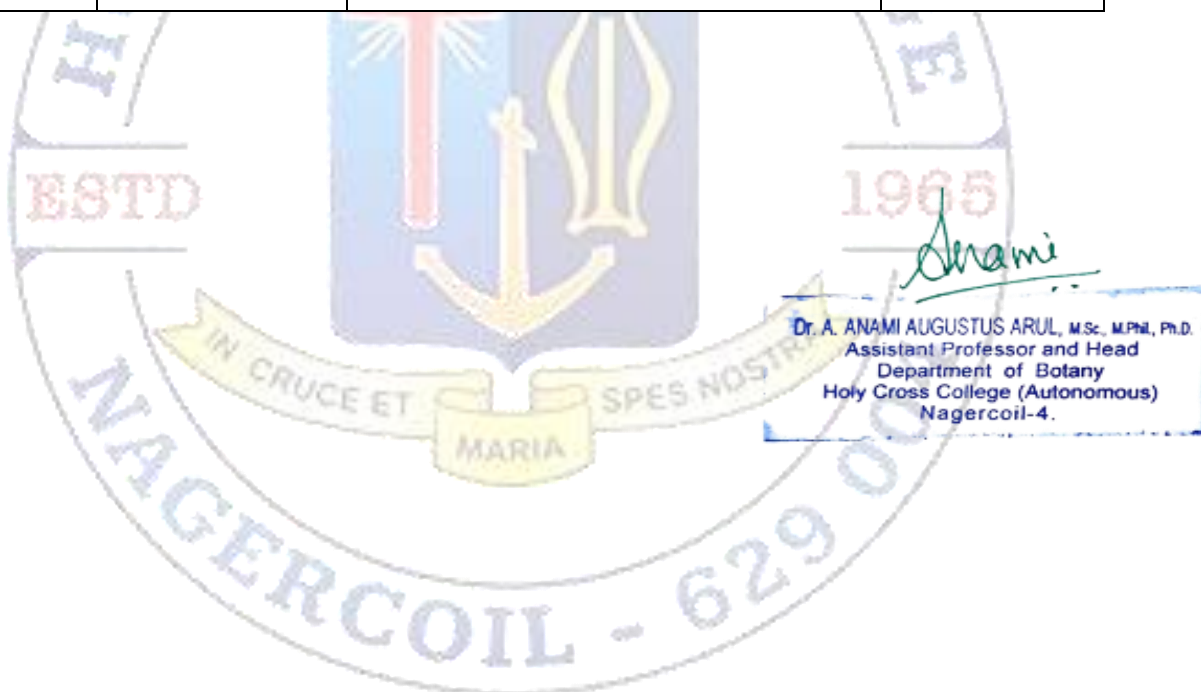 ESTD 1965
Anami
Dr. A. ANAMI AUGUSTUS ARUL, M.Sc., M.Phil., Ph.D.
Assistant Professor and Head
Department of Botany
Holy Cross College (Autonomous)
Nagercoil-4.
IN CRUCE ET MARIA SPES NOSTRA
NAGERCOIL - 629 00